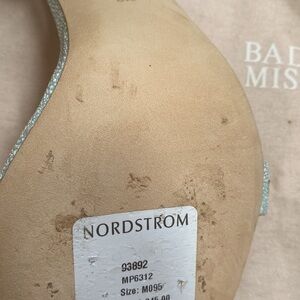 BAD
MIS
NORDSTROM
93892
MP6312
Size: M095